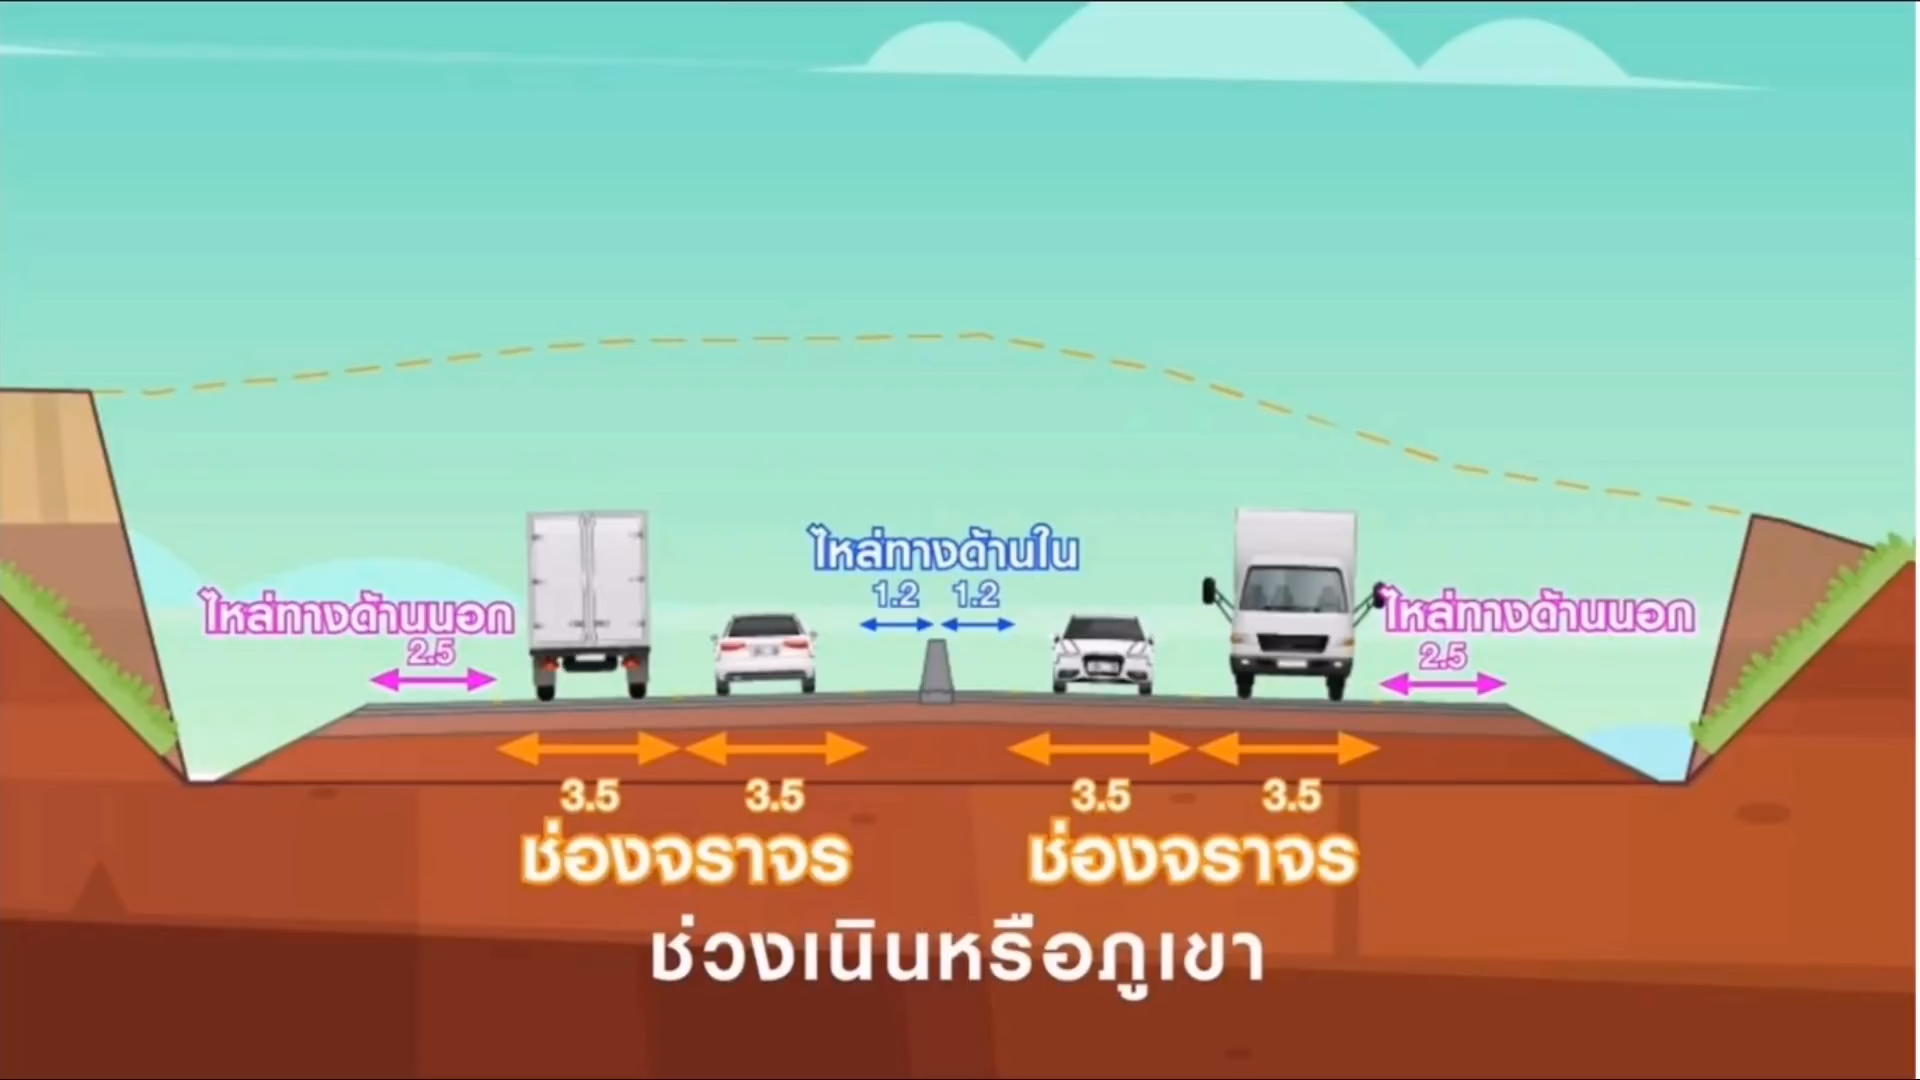 ไหล่ทางด้านใน
1.2 1.2
ไหล่ทางด้านนอก
2.5
ไหล่ทางด้านนอก
2.5
3.5 3.5
ช่องจราจร
3.5 3.5
ช่องจราจร
ช่วงเนินหรือภูเขา